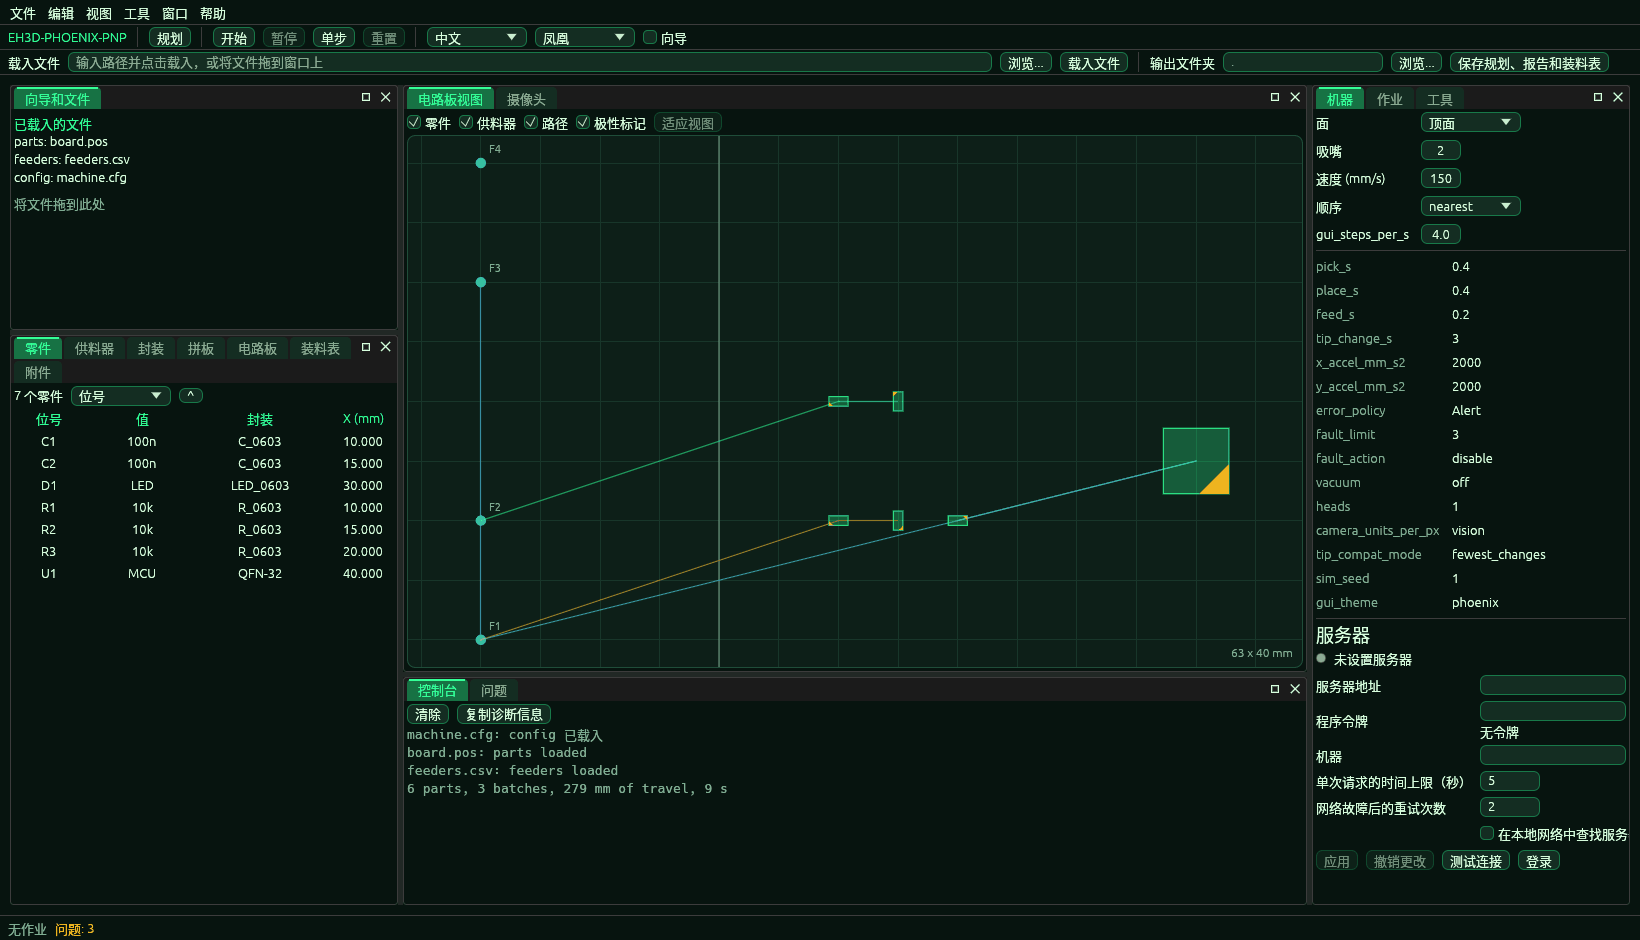 文件 编辑 视图 工具 窗口 帮助
EH3D-PHOENIX-PNP 规划 开始 暂停 单步 重置 中文 凤凰 向导
载入文件 输入路径并点击载入，或将文件拖到窗口上 浏览... 载入文件 输出文件夹 . 浏览... 保存规划、报告和装料表
向导和文件
已载入的文件
parts: board.pos
feeders: feeders.csv
config: machine.cfg
将文件拖到此处
零件 供料器 封装 拼板 电路板 装料表
附件
7 个零件 位号 ^
位号 值 封装 X (mm)
C1 100n C_0603 10.000
C2 100n C_0603 15.000
D1 LED LED_0603 30.000
R1 10k R_0603 10.000
R2 10k R_0603 15.000
R3 10k R_0603 20.000
U1 MCU QFN-32 40.000
电路板视图 摄像头
零件 供料器 路径 极性标记 适应视图
F4
F3
F2
F1
63 x 40 mm
控制台 问题
清除 复制诊断信息
machine.cfg: config 已载入
board.pos: parts loaded
feeders.csv: feeders loaded
6 parts, 3 batches, 279 mm of travel, 9 s
机器 作业 工具
面 顶面
吸嘴 2
速度 (mm/s) 150
顺序 nearest
gui_steps_per_s 4.0
pick_s 0.4
place_s 0.4
feed_s 0.2
tip_change_s 3
x_accel_mm_s2 2000
y_accel_mm_s2 2000
error_policy Alert
fault_limit 3
fault_action disable
vacuum off
heads 1
camera_units_per_px vision
tip_compat_mode fewest_changes
sim_seed 1
gui_theme phoenix
服务器
未设置服务器
服务器地址
程序令牌
无令牌
机器
单次请求的时间上限（秒） 5
网络故障后的重试次数 2
在本地网络中查找服务
应用 撤销更改 测试连接 登录
无作业 问题: 3